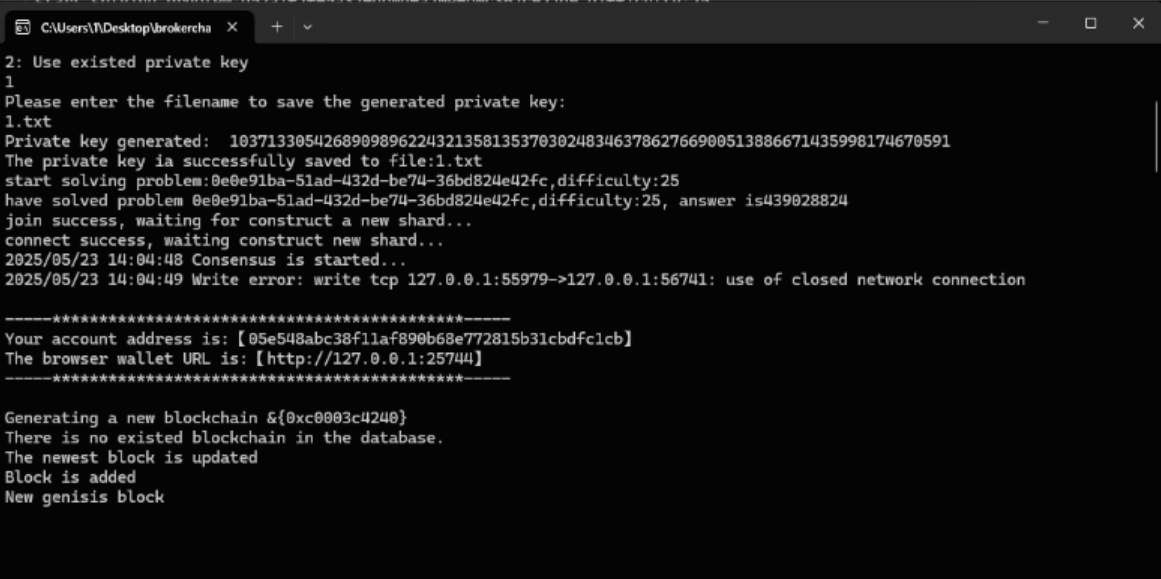 C:\Users\1\Desktop\brokercha
2: Use existed private key
1
Please enter the filename to save the generated private key:
1.txt
Private key generated:  103713305426890989622432135813537030248346378627669005138866714359981746​70591
The private key ia successfully saved to file:1.txt
start solving problem:0e0e91ba-51ad-432d-be74-36bd824e42fc,difficulty:25
have solved problem 0e0e91ba-51ad-432d-be74-36bd824e42fc,difficulty:25, answer is439028824
join success, waiting for construct a new shard...
connect success, waiting construct new shard...
2025/05/23 14:04:48 Consensus is started...
2025/05/23 14:04:49 Write error: write tcp 127.0.0.1:55979->127.0.0.1:56741: use of closed network connection
-----********************************************-----
Your account address is:【05e548abc38f11af890b68e772815b31cbdfc1cb】
The browser wallet URL is:【http://127.0.0.1:25744】
-----********************************************-----
Generating a new blockchain &{0xc0003c4240}
There is no existed blockchain in the database.
The newest block is updated
Block is added
New genisis block